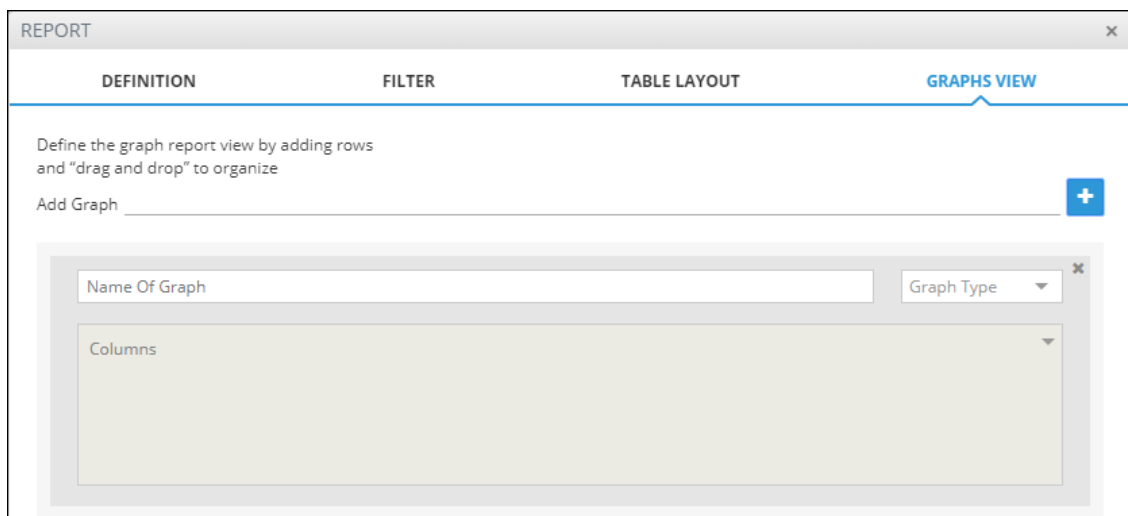 REPORT
DEFINITION FILTER TABLE LAYOUT GRAPHS VIEW
Define the graph report view by adding rows
and “drag and drop” to organize
Add Graph
Name Of Graph Graph Type
Columns